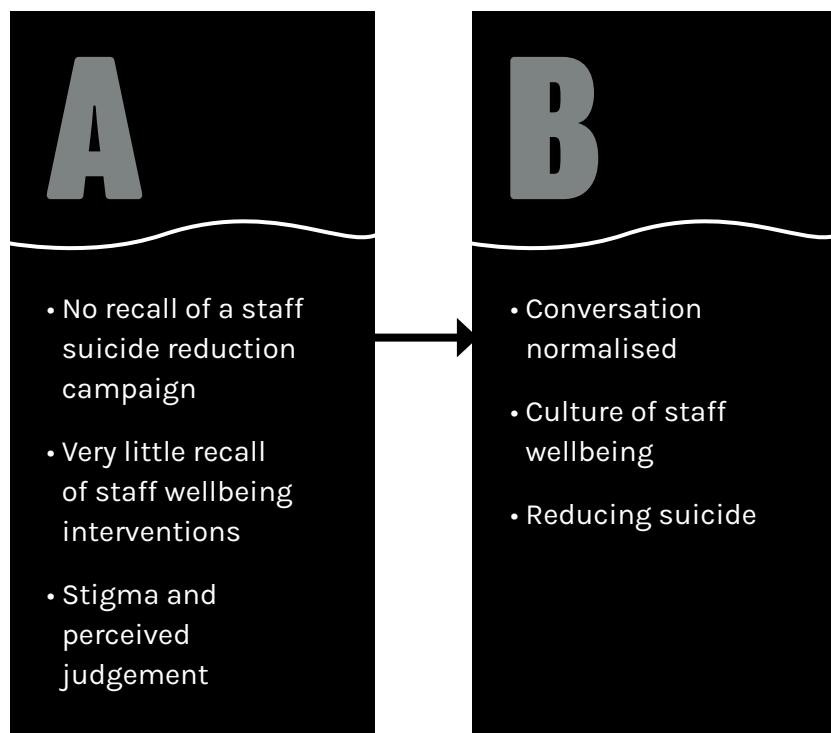 A
• No recall of a staff
suicide reduction
campaign
• Very little recall
of staff wellbeing
interventions
• Stigma and
perceived
judgement
B
• Conversation
normalised
• Culture of staff
wellbeing
• Reducing suicide